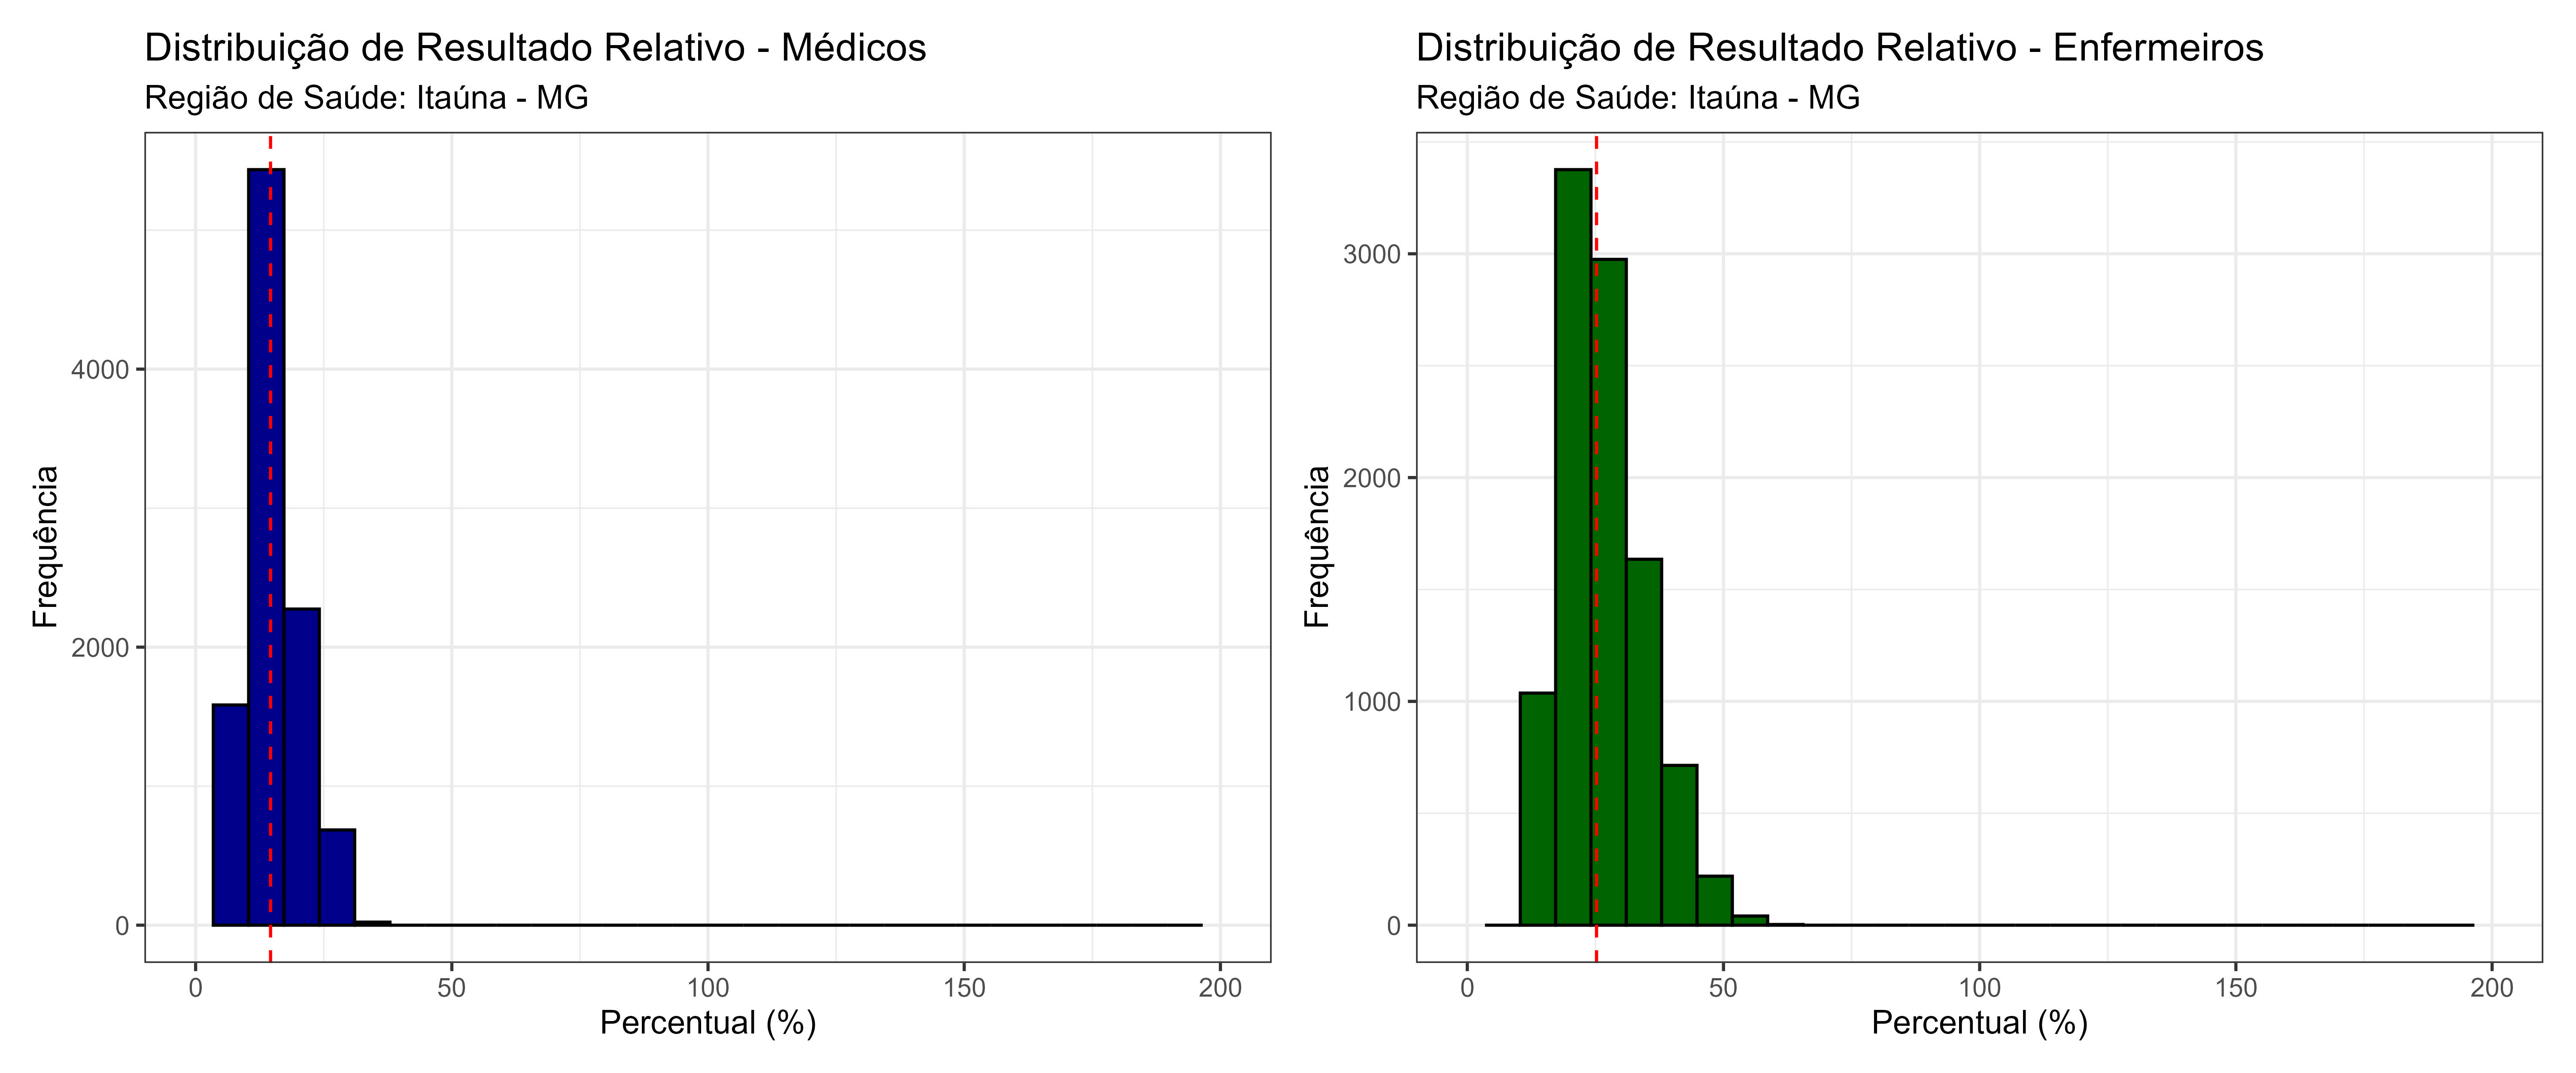 Distribuição de Resultado Relativo - Médicos
Região de Saúde: Itaúna - MG
Frequência
4000
2000
0
0 50 100 150 200
Percentual (%)
Distribuição de Resultado Relativo - Enfermeiros
Região de Saúde: Itaúna - MG
Frequência
3000
2000
1000
0
0 50 100 150 200
Percentual (%)